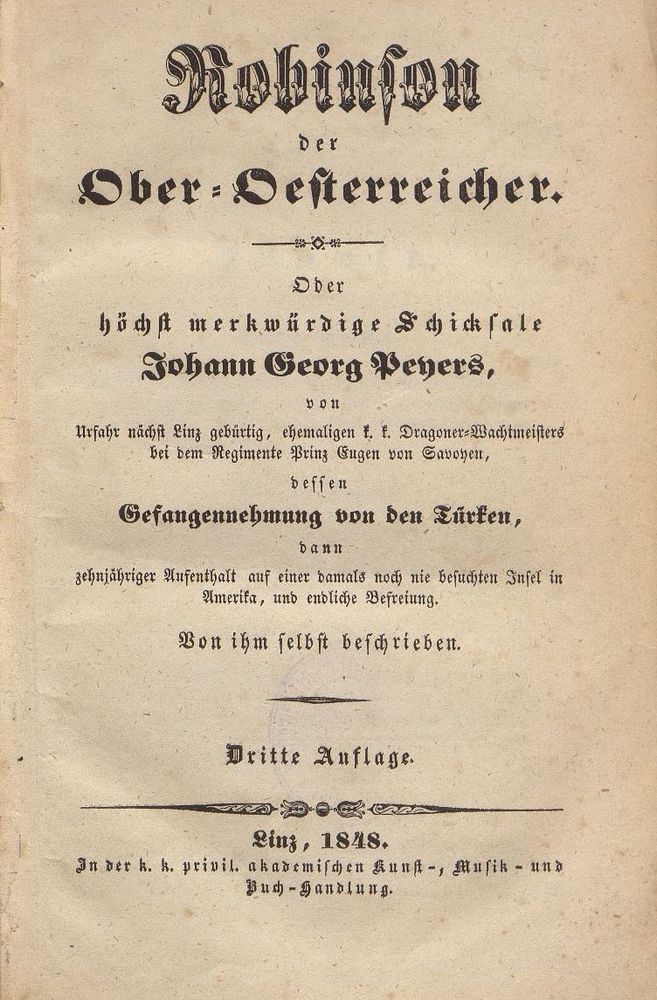 Robinſon
der
Ober=Oeſterreicher.
Oder
höchſt merkwürdige Schickſale
Johann Georg Peyers,
von
Urfahr nächſt Linz gebürtig, ehemaligen k. k. Dragoner=Wachtmeiſters
bei dem Regimente Prinz Eugen von Savoyen,
deſſen
Gefangennehmung von den Türken,
dann
zehnjähriger Aufenthalt auf einer damals noch nie beſuchten Inſel in
Amerika, und endliche Befreiung.
Von ihm ſelbſt beſchrieben.
Dritte Auflage.
Linz, 1848.
In der k. k. privil. akademiſchen Kunſt-, Muſik- und
Buch-Handlung.